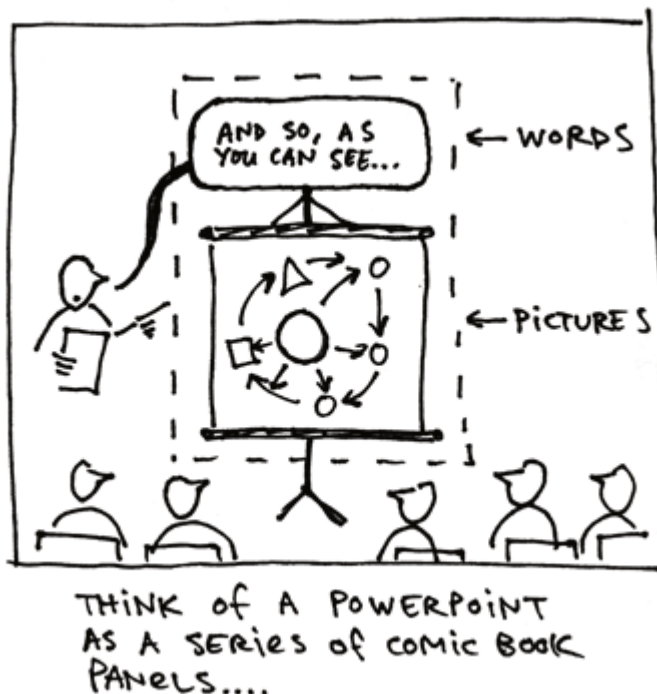 AND SO, AS
YOU CAN SEE...
← WORDS
← PiCTURES
THiNK of A POWERPOiNT
AS A SERiES of COMiC BOOK
PANELS....